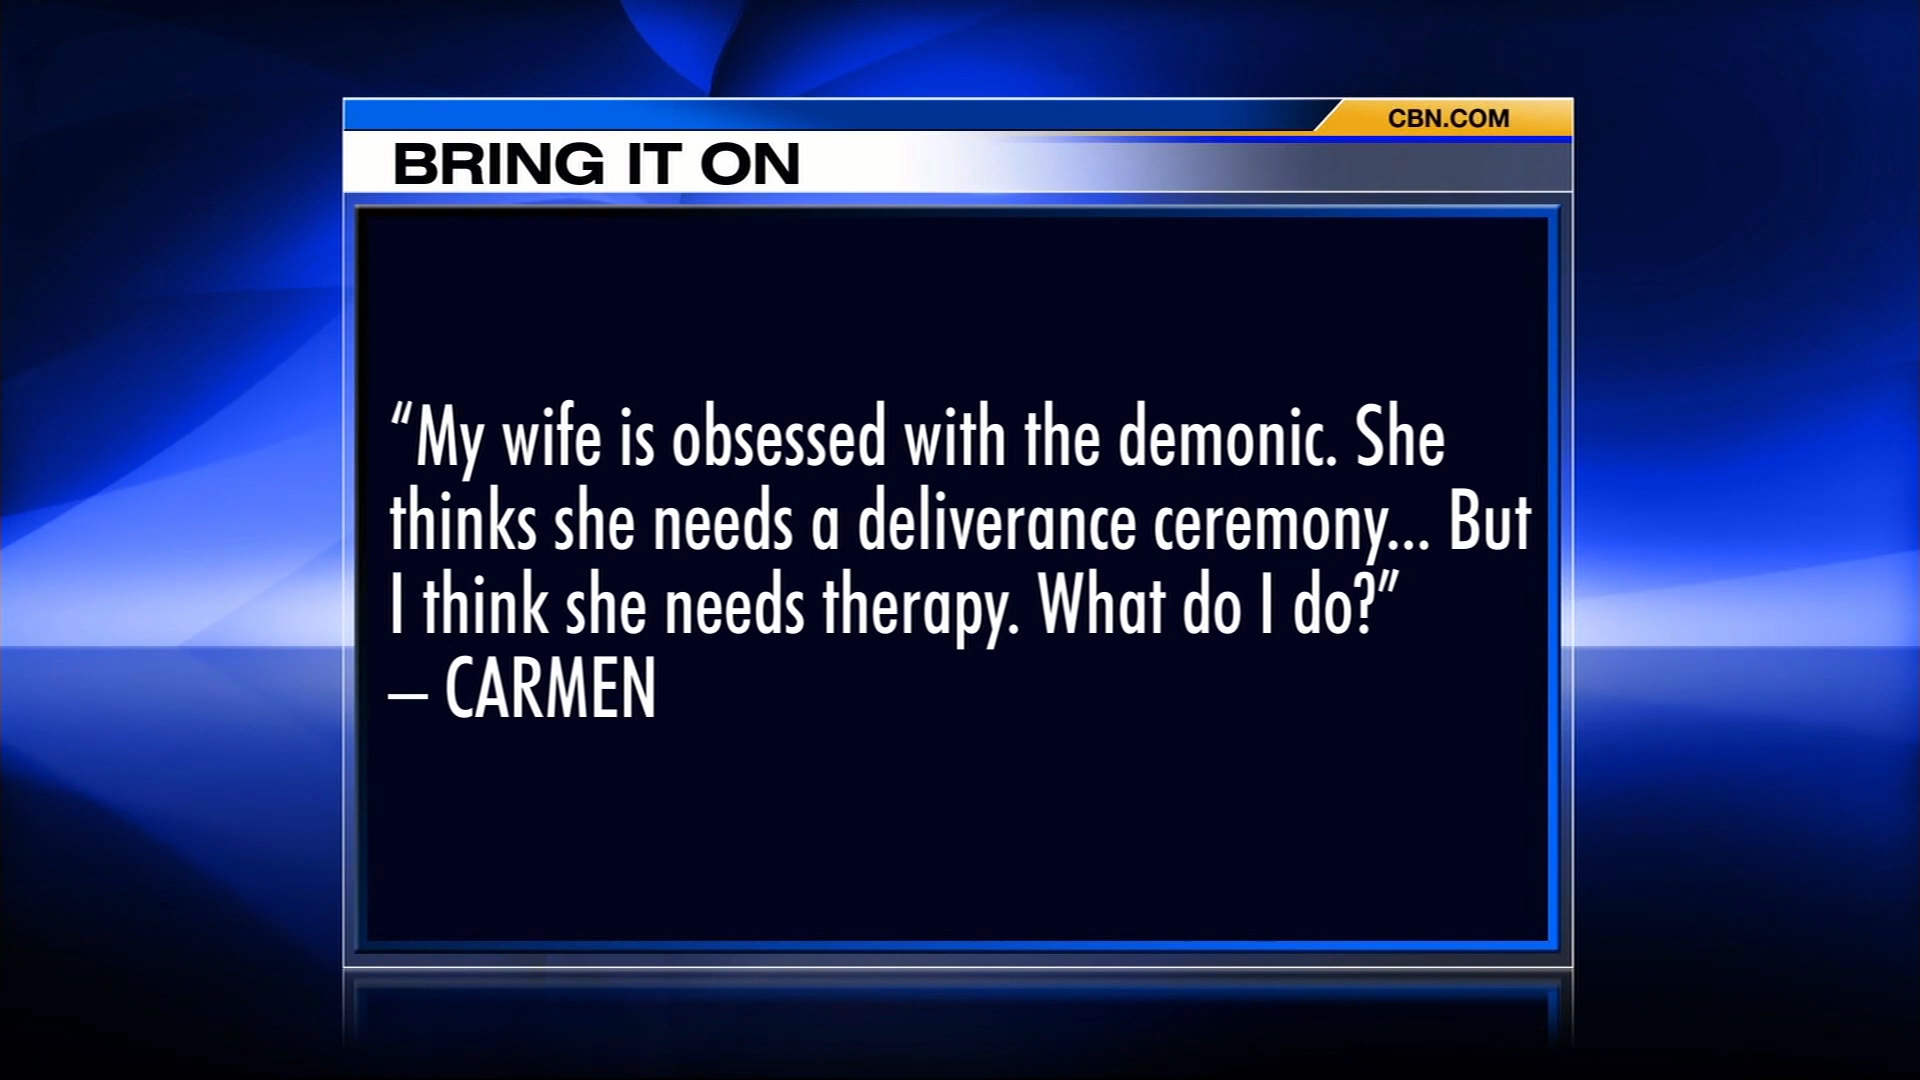 CBN.COM
BRING IT ON
“My wife is obsessed with the demonic. She
thinks she needs a deliverance ceremony... But
I think she needs therapy. What do I do?”
– CARMEN